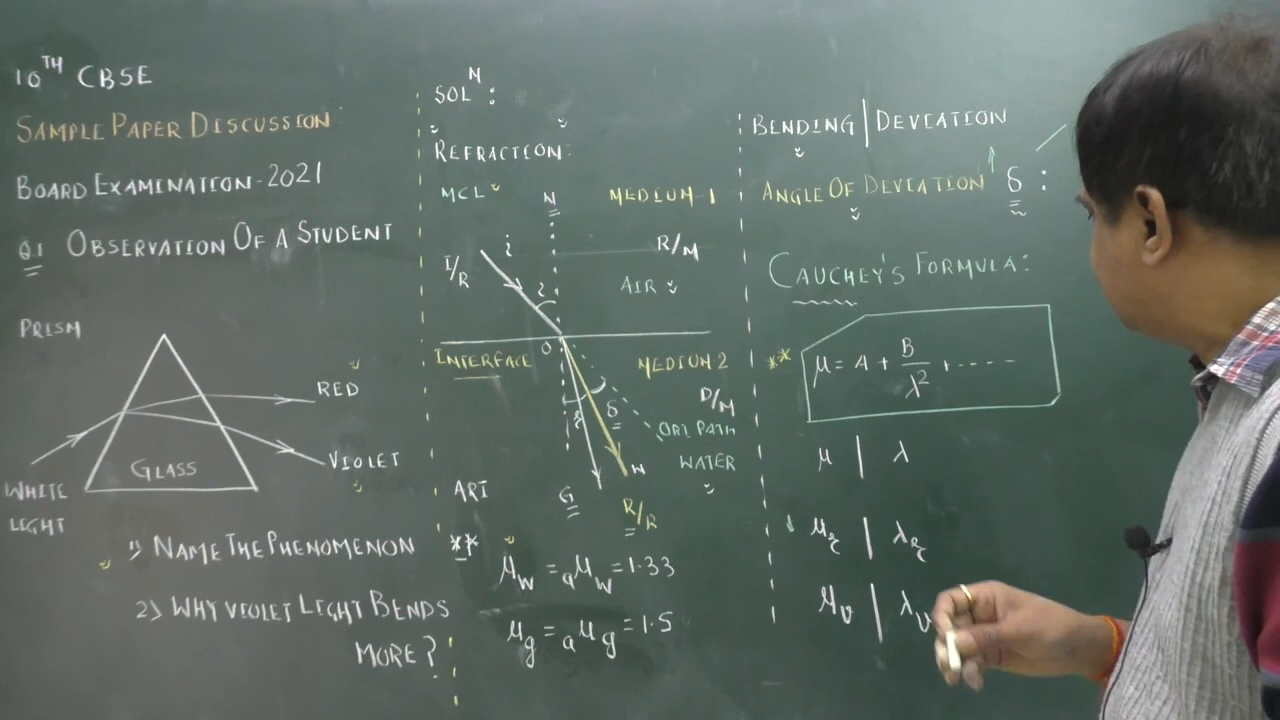 10TH CBSE
SAMPLE PAPER DISCUSSION:
BOARD EXAMINATION-2021
Q1 OBSERVATION OF A STUDENT
PRISM
RED
VIOLET
GLASS
WHITE
LIGHT
1) NAME THE PHENOMENON
2) WHY VIOLET LIGHT BENDS
MORE?
SOLN:
REFRACTION:
MCL
N
MEDIUM-1
i
R/M
I/R
i
AIR
O
INTERFACE
MEDIUM 2
D/M
δ
ORI PATH
WATER
W
ART
G
R/R
** μw = aμw = 1.33
μg = aμg = 1.5
BENDING | DEVIATION
ANGLE OF DEVIATION ↑ δ:
CAUCHEY'S FORMULA:
** μ = A + B/λ² + .....
μ | λ
μr | λr
μv | λv